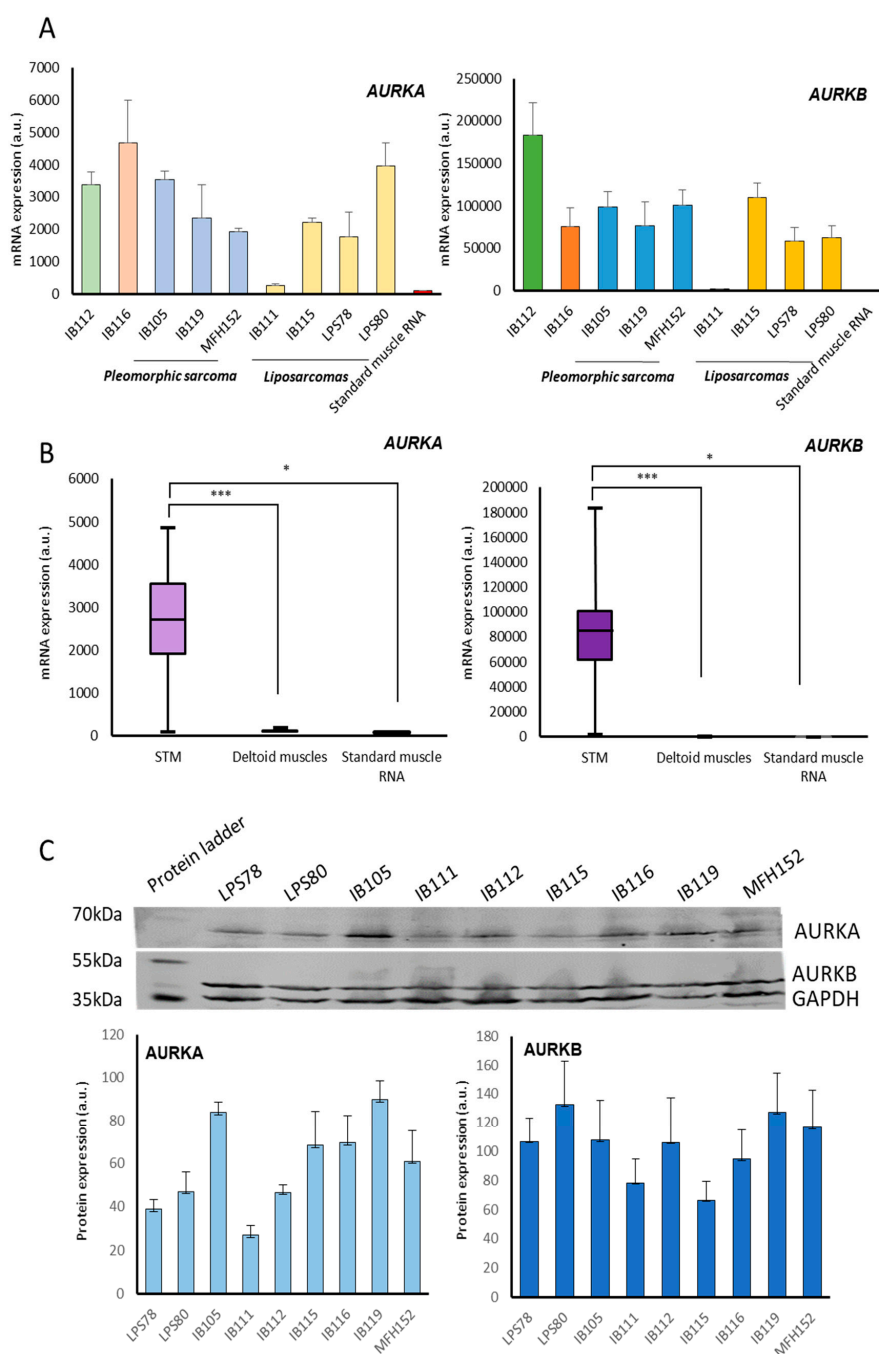 A
AURKA
mRNA expression (a.u.)
7000
6000
5000
4000
3000
2000
1000
0
IB112
IB116
IB105
IB119
MFH152
IB111
IB115
LPS78
LPS80
Standard muscle RNA
Pleomorphic sarcoma
Liposarcomas
AURKB
mRNA expression (a.u.)
250000
200000
150000
100000
50000
0
IB112
IB116
IB105
IB119
MFH152
IB111
IB115
LPS78
LPS80
Standard muscle RNA
Pleomorphic sarcoma
Liposarcomas
B
AURKA
mRNA expression (a.u.)
6000
5000
4000
3000
2000
1000
0
*
***
STM
Deltoid muscles
Standard muscle
RNA
AURKB
mRNA expression (a.u.)
200000
180000
160000
140000
120000
100000
80000
60000
40000
20000
0
*
***
STM
Deltoid muscles
Standard muscle
RNA
C
Protein ladder
LPS78
LPS80
IB105
IB111
IB112
IB115
IB116
IB119
MFH152
70kDa
AURKA
55kDa
AURKB
35kDa
GAPDH
AURKA
Protein expression (a.u.)
120
100
80
60
40
20
0
LPS78
LPS80
IB105
IB111
IB112
IB115
IB116
IB119
MFH152
AURKB
Protein expression (a.u.)
180
160
140
120
100
80
60
40
20
0
LPS78
LPS80
IB105
IB111
IB112
IB115
IB116
IB119
MFH152